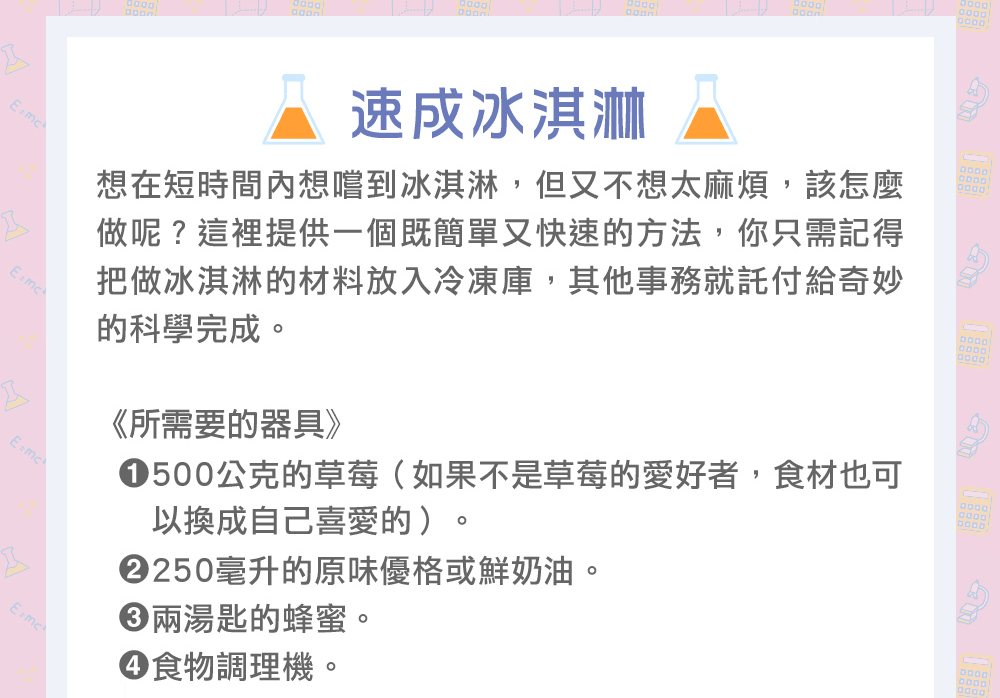 速成冰淇淋
想在短時間內想嚐到冰淇淋，但又不想太麻煩，該怎麼
做呢？這裡提供一個既簡單又快速的方法，你只需記得
把做冰淇淋的材料放入冷凍庫，其他事務就託付給奇妙
的科學完成。
《所需要的器具》
❶500公克的草莓（如果不是草莓的愛好者，食材也可
以換成自己喜愛的）。
❷250毫升的原味優格或鮮奶油。
❸兩湯匙的蜂蜜。
❹食物調理機。